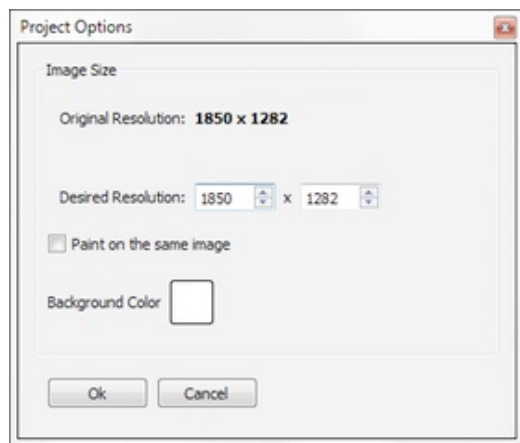 Project Options
Image Size
Original Resolution: 1850 x 1282
Desired Resolution: 1850 x 1282
Paint on the same image
Background Color
Ok Cancel